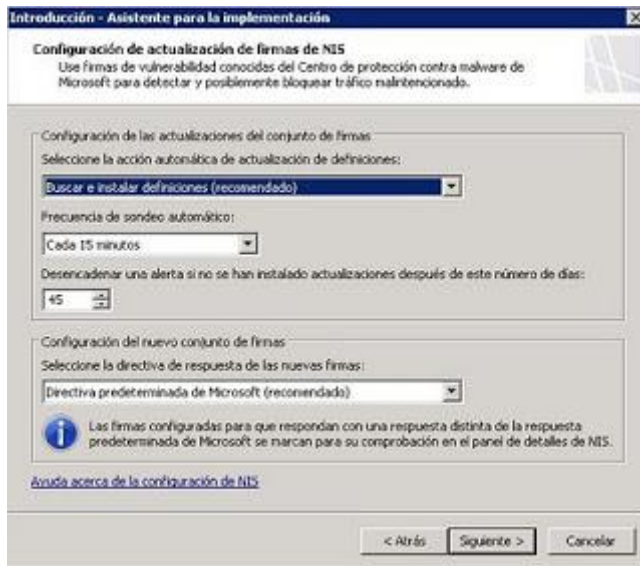 Introducción - Asistente para la implementación
Configuración de actualización de firmas de NIS
Use firmas de vulnerabilidad conocidas del Centro de protección contra malware de
Microsoft para detectar y posiblemente bloquear tráfico malintencionado.
Configuración de las actualizaciones del conjunto de firmas
Seleccione la acción automática de actualización de definiciones:
Buscar e instalar definiciones (recomendado)
Frecuencia de sondeo automático:
Cada 15 minutos
Desencadenar una alerta si no se han instalado actualizaciones después de este número de días:
45
Configuración del nuevo conjunto de firmas
Seleccione la directiva de respuesta de las nuevas firmas:
Directiva predeterminada de Microsoft (recomendado)
Las firmas configuradas para que respondan con una respuesta distinta de la respuesta
predeterminada de Microsoft se marcan para su comprobación en el panel de detalles de NIS.
Ayuda acerca de la configuración de NIS
< Atrás Siguiente > Cancelar